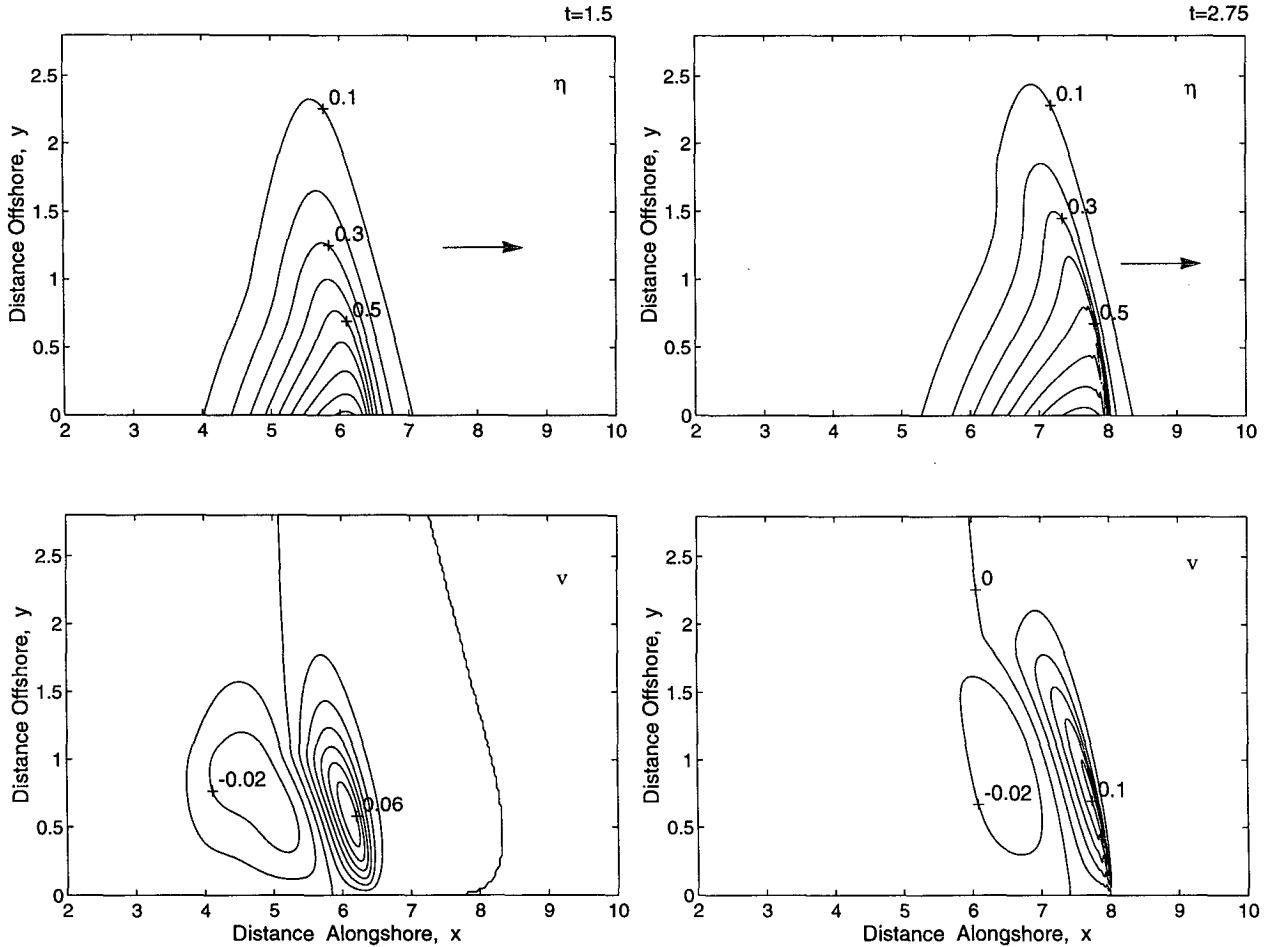 t=1.5
t=2.75
η
0.1
0.3
0.5
Distance Offshore, y
2.5
2
1.5
1
0.5
0
2 3 4 5 6 7 8 9 10
η
0.1
0.3
0.5
Distance Offshore, y
2.5
2
1.5
1
0.5
0
2 3 4 5 6 7 8 9 10
v
-0.02
0.06
Distance Offshore, y
2.5
2
1.5
1
0.5
0
2 3 4 5 6 7 8 9 10
Distance Alongshore, x
v
0
-0.02
0.1
Distance Offshore, y
2.5
2
1.5
1
0.5
0
2 3 4 5 6 7 8 9 10
Distance Alongshore, x